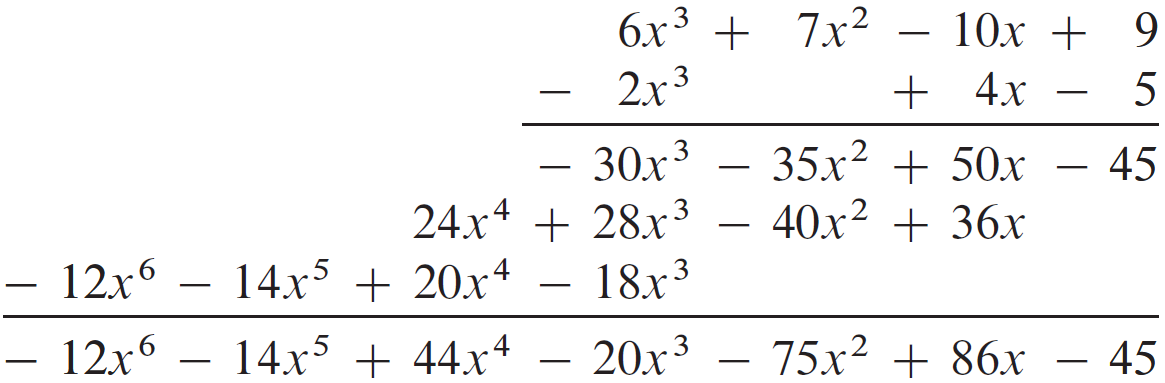 6x³ + 7x² − 10x + 9
− 2x³ + 4x − 5
− 30x³ − 35x² + 50x − 45
24x⁴ + 28x³ − 40x² + 36x
− 12x⁶ − 14x⁵ + 20x⁴ − 18x³
− 12x⁶ − 14x⁵ + 44x⁴ − 20x³ − 75x² + 86x − 45